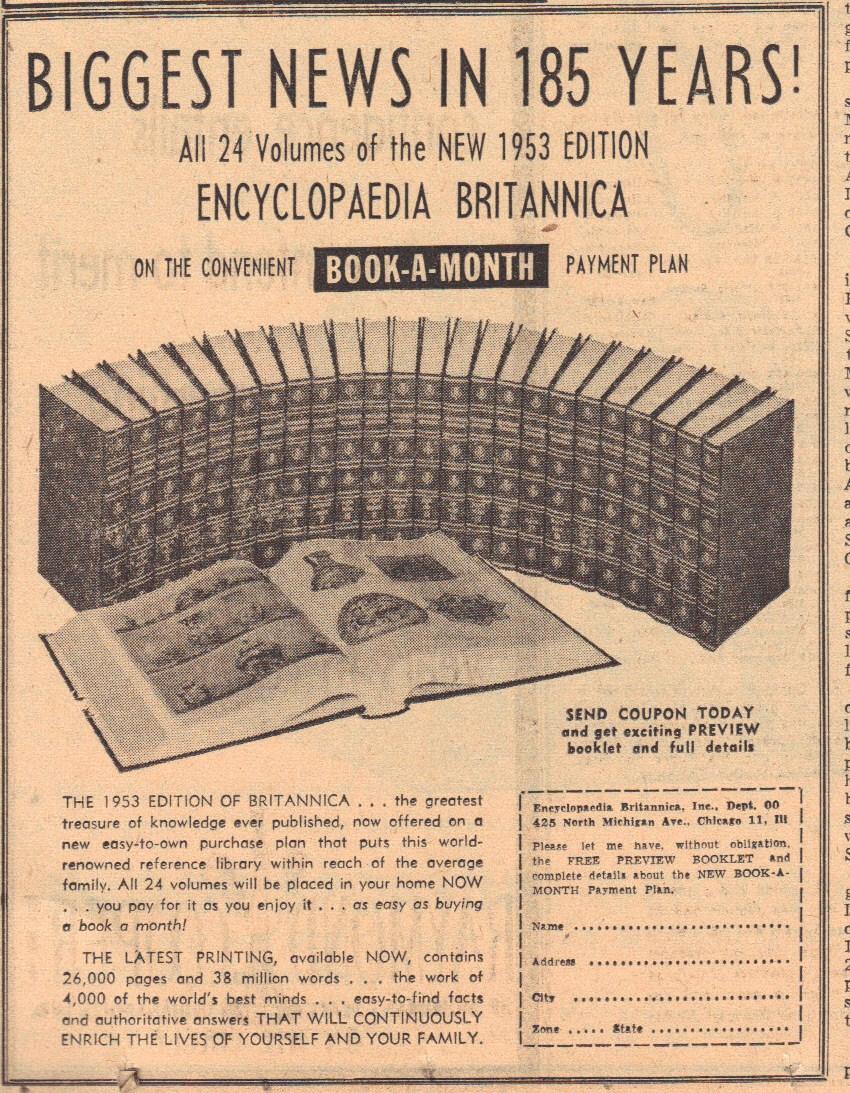 BIGGEST NEWS IN 185 YEARS!
All 24 Volumes of the NEW 1953 EDITION
ENCYCLOPAEDIA BRITANNICA
ON THE CONVENIENT BOOK-A-MONTH PAYMENT PLAN
SEND COUPON TODAY
and get exciting PREVIEW
booklet and full details
THE 1953 EDITION OF BRITANNICA . . . the greatest
treasure of knowledge ever published, now offered on a
new easy-to-own purchase plan that puts this world-
renowned reference library within reach of the average
family. All 24 volumes will be placed in your home NOW
. . . you pay for it as you enjoy it . . . as easy as buying
a book a month!
THE LATEST PRINTING, available NOW, contains
26,000 pages and 38 million words . . . the work of
4,000 of the world's best minds . . . easy-to-find facts
and authoritative answers THAT WILL CONTINUOUSLY
ENRICH THE LIVES OF YOURSELF AND YOUR FAMILY.
Encyclopaedia Britannica, Inc., Dept. 00
425 North Michigan Ave., Chicago 11, Ill
Please let me have, without obligation,
the FREE PREVIEW BOOKLET and
complete details about the NEW BOOK-A-
MONTH Payment Plan.
Name ..............................
Address ..............................
City ..............................
Zone ..... State ....................